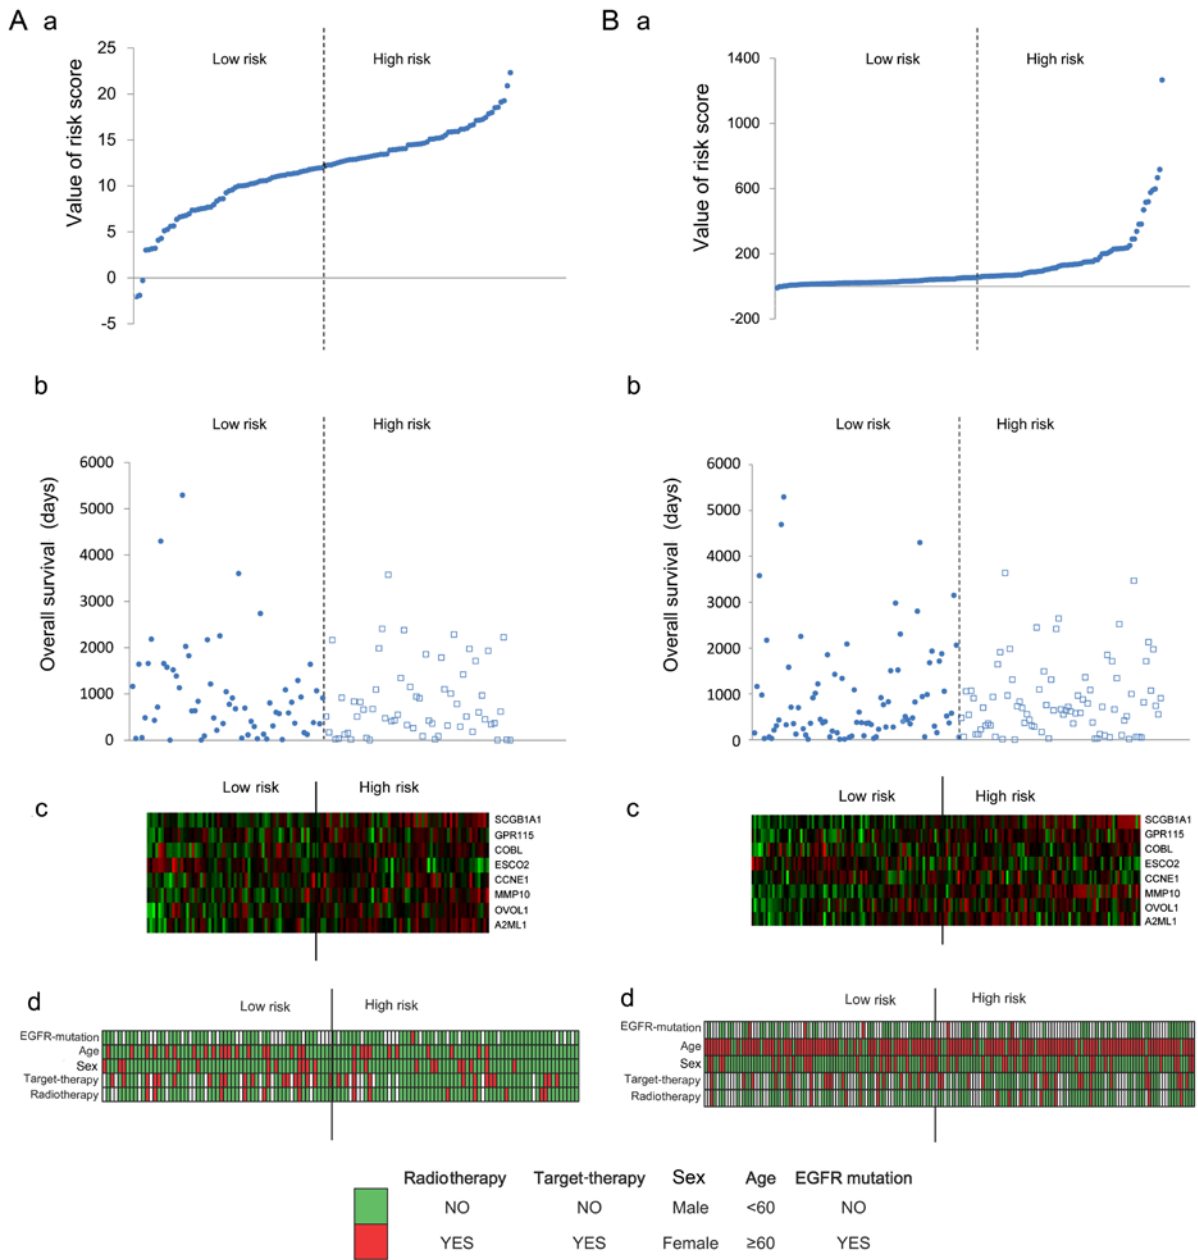 A a
25
20
15
10
5
0
-5
Value of risk score
Low risk
High risk
B a
1400
1000
600
200
-200
Value of risk score
Low risk
High risk
b
6000
5000
4000
3000
2000
1000
0
Overall survival (days)
Low risk
High risk
b
6000
5000
4000
3000
2000
1000
0
Overall survival (days)
Low risk
High risk
c
Low risk
High risk
SCGB1A1
GPR115
COBL
ESCO2
CCNE1
MMP10
OVOL1
A2ML1
c
Low risk
High risk
SCGB1A1
GPR115
COBL
ESCO2
CCNE1
MMP10
OVOL1
A2ML1
d
Low risk
High risk
EGFR-mutation
Age
Sex
Target-therapy
Radiotherapy
d
Low risk
High risk
EGFR-mutation
Age
Sex
Target-therapy
Radiotherapy
Radiotherapy Target-therapy Sex Age EGFR mutation
NO NO Male <60 NO
YES YES Female ≥60 YES